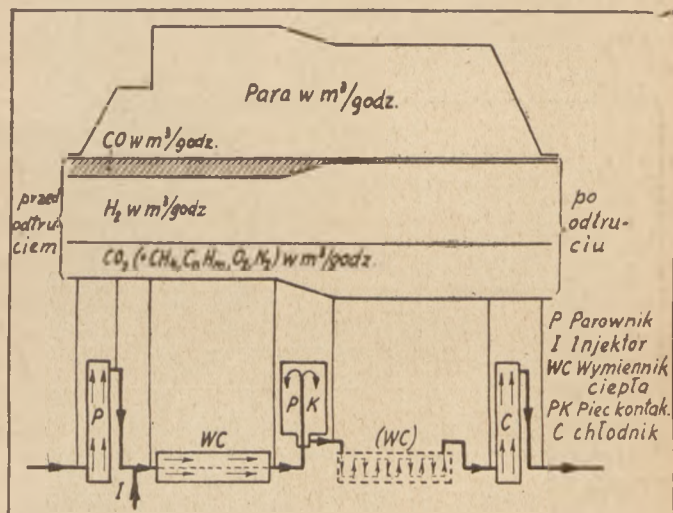 Para w m³/godz.
CO w m³/godz.
przed
odtru-
ciem
H₂ w m³/godz
po
odtru-
ciu
CO₂ (+CH₄, CₙHₘ, O₂, N₂) w m³/godz.
P Parownik
I Injektor
WC Wymiennik
ciepła
PK Piec kontak.
C chłodnik
P
WC
P K
(WC)
C
I